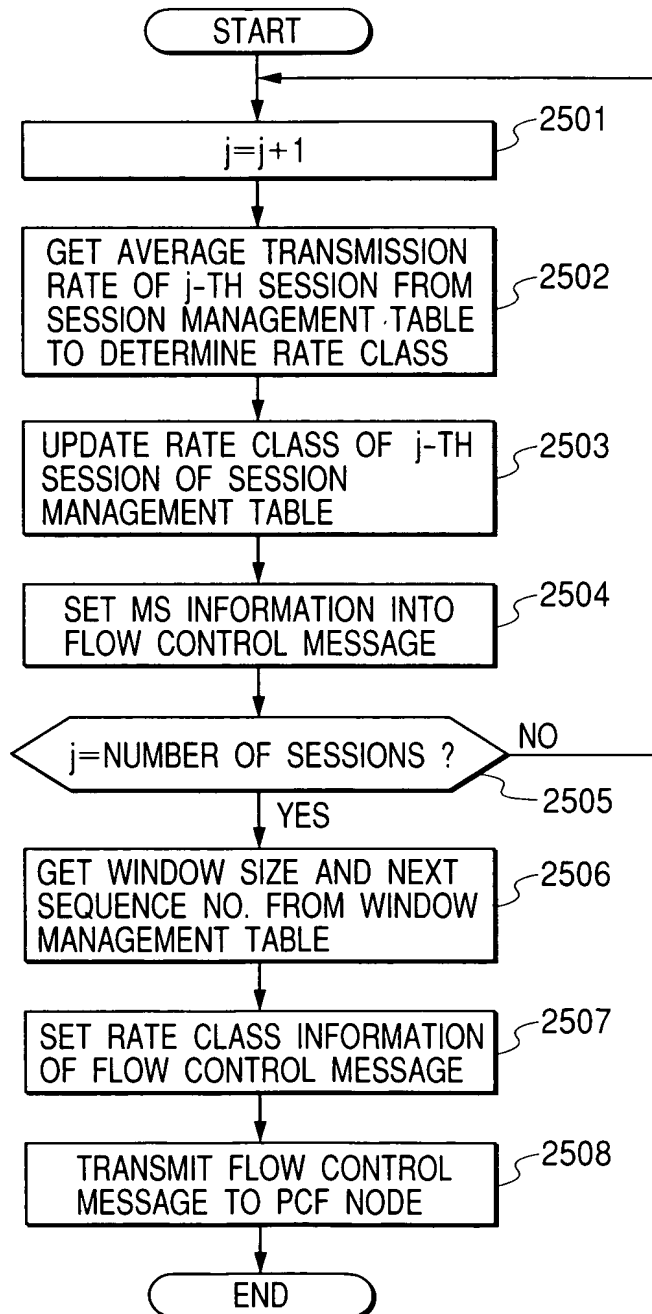 START
2501
j=j+1
GET AVERAGE TRANSMISSION
RATE OF j-TH SESSION FROM
SESSION MANAGEMENT TABLE
TO DETERMINE RATE CLASS
2502
UPDATE RATE CLASS OF j-TH
SESSION OF SESSION
MANAGEMENT TABLE
2503
SET MS INFORMATION INTO
FLOW CONTROL MESSAGE
2504
j=NUMBER OF SESSIONS ?
NO
2505
YES
GET WINDOW SIZE AND NEXT
SEQUENCE NO. FROM WINDOW
MANAGEMENT TABLE
2506
SET RATE CLASS INFORMATION
OF FLOW CONTROL MESSAGE
2507
TRANSMIT FLOW CONTROL
MESSAGE TO PCF NODE
2508
END